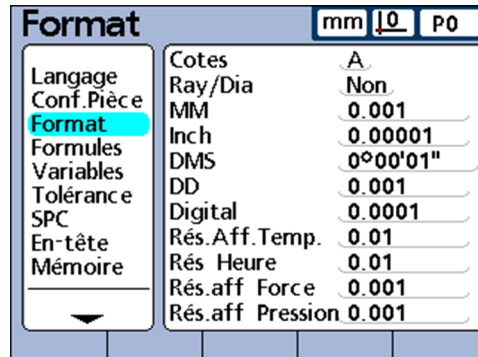 Format
mm 0 P0
Langage
Conf.Pièce
Format
Formules
Variables
Tolérance
SPC
En-tête
Mémoire
Cotes A
Ray/Dia Non
MM 0.001
Inch 0.00001
DMS 0°00'01"
DD 0.001
Digital 0.0001
Rés.Aff.Temp. 0.01
Rés Heure 0.01
Rés.aff Force 0.001
Rés.aff Pression 0.001